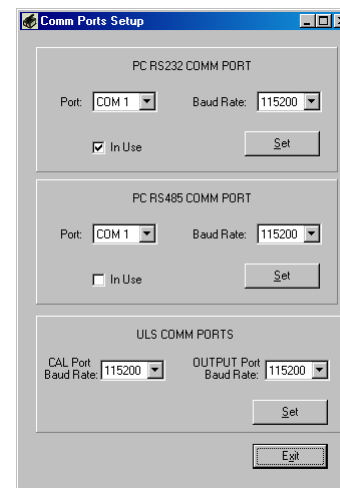 Comm Ports Setup
PC RS232 COMM PORT
Port: COM 1 Baud Rate: 115200
In Use Set
PC RS485 COMM PORT
Port: COM 1 Baud Rate: 115200
In Use Set
ULS COMM PORTS
CAL Port OUTPUT Port
Baud Rate: 115200 Baud Rate: 115200
Set
Exit